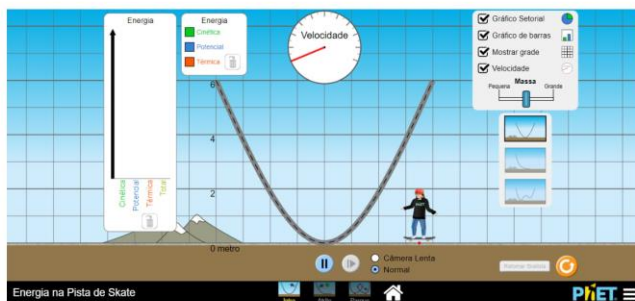 Energia
Cinética
Potencial
Térmica
Total
Energia
Cinética
Potencial
Térmica
Velocidade
Gráfico Setorial
Gráfico de barras
Mostrar grade
Velocidade
Massa
Pequena
Grande
6
4
2
0 metro
Câmera Lenta
Normal
Energia na Pista de Skate
Intro
PhET